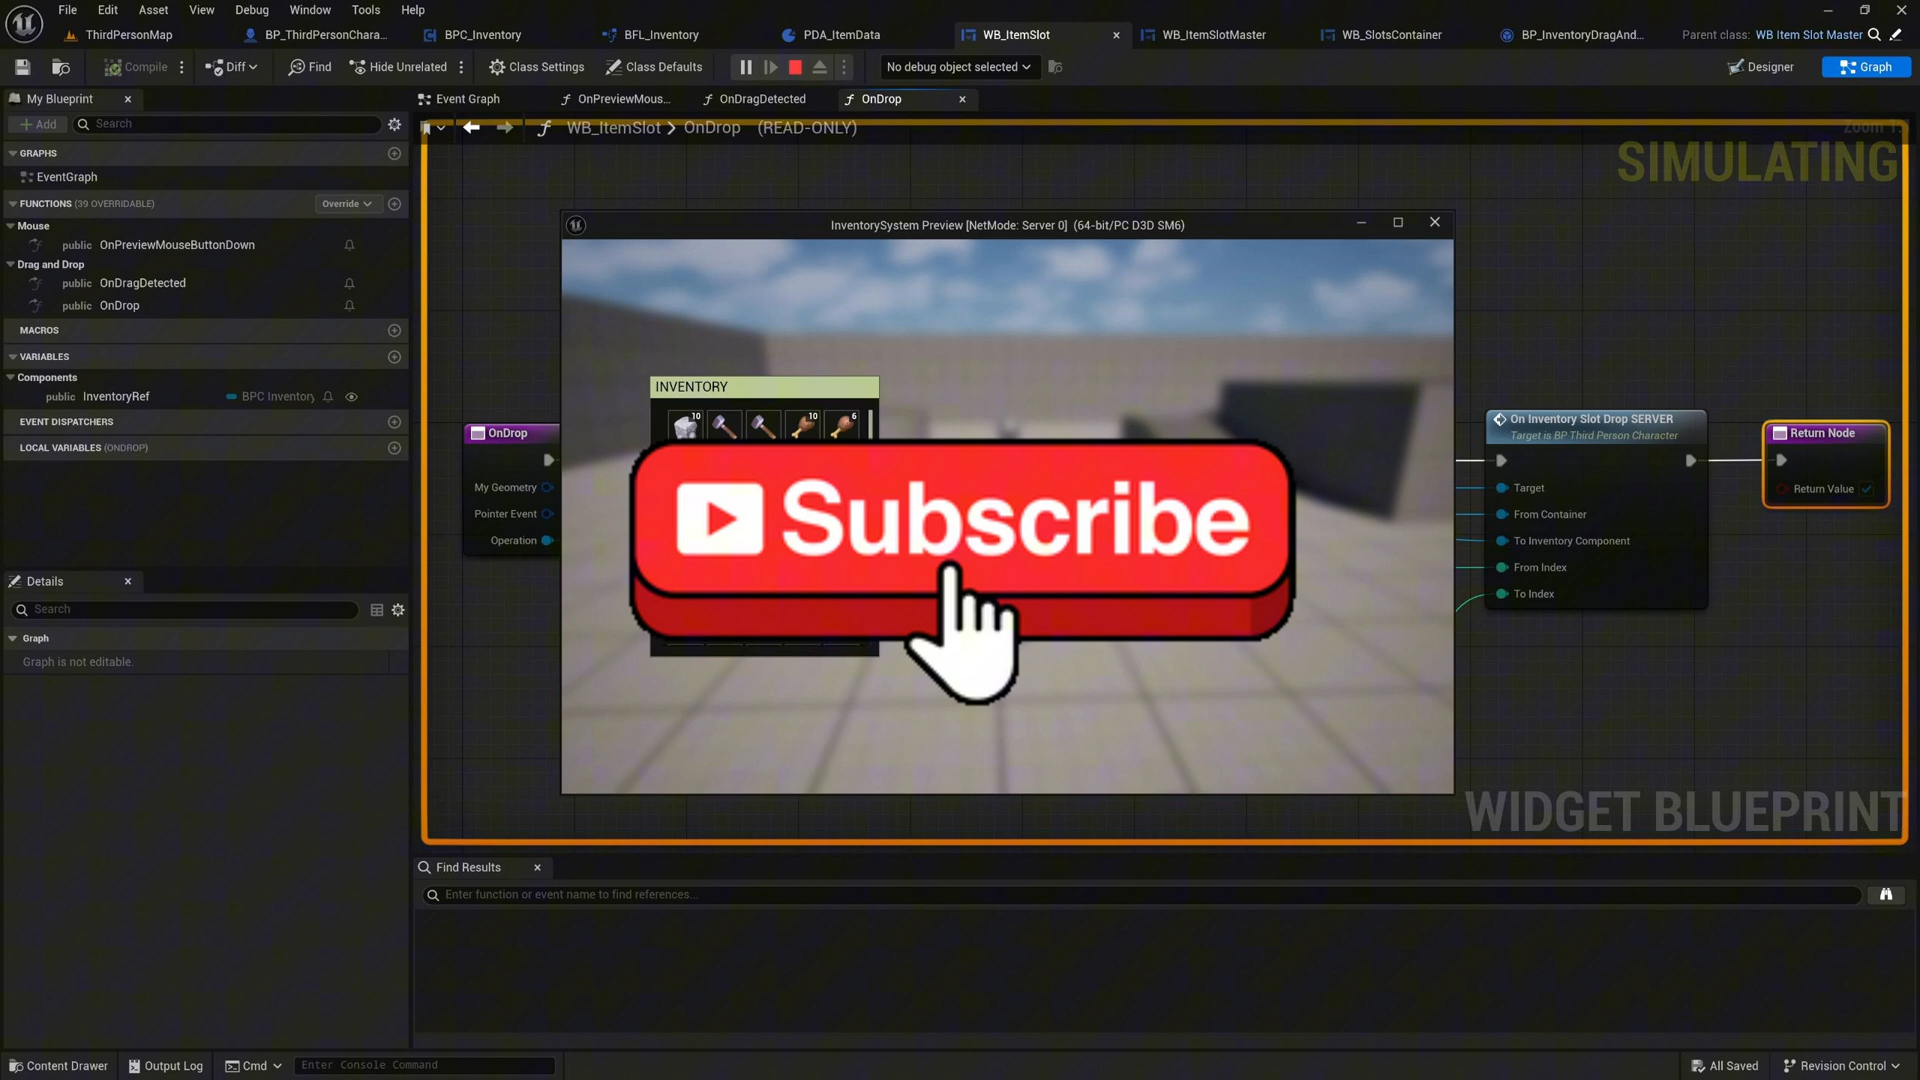 File Edit Asset View Debug Window Tools Help
ThirdPersonMap BP_ThirdPersonChara... BPC_Inventory BFL_Inventory PDA_ItemData WB_ItemSlot WB_ItemSlotMaster WB_SlotsContainer BP_InventoryDragAnd... Parent class: WB Item Slot Master
Compile Diff Find Hide Unrelated Class Settings Class Defaults No debug object selected Designer Graph
My Blueprint Event Graph OnPreviewMous... OnDragDetected OnDrop
Add Search WB_ItemSlot > OnDrop (READ-ONLY)
SIMULATING
GRAPHS
EventGraph
FUNCTIONS (39 OVERRIDABLE) Override
Mouse
public OnPreviewMouseButtonDown
Drag and Drop
public OnDragDetected
public OnDrop
MACROS
VARIABLES
Components
public InventoryRef BPC Inventory
EVENT DISPATCHERS
LOCAL VARIABLES (ONDROP)
InventorySystem Preview [NetMode: Server 0] (64-bit/PC D3D SM6)
INVENTORY
10 10 6
Subscribe
OnDrop
My Geometry
Pointer Event
Operation
On Inventory Slot Drop SERVER
Target is BP Third Person Character
Target
From Container
To Inventory Component
From Index
To Index
Return Node
Return Value
WIDGET BLUEPRINT
Details
Search
Graph
Graph is not editable.
Find Results
Enter function or event name to find references...
Content Drawer Output Log Cmd Enter Console Command All Saved Revision Control